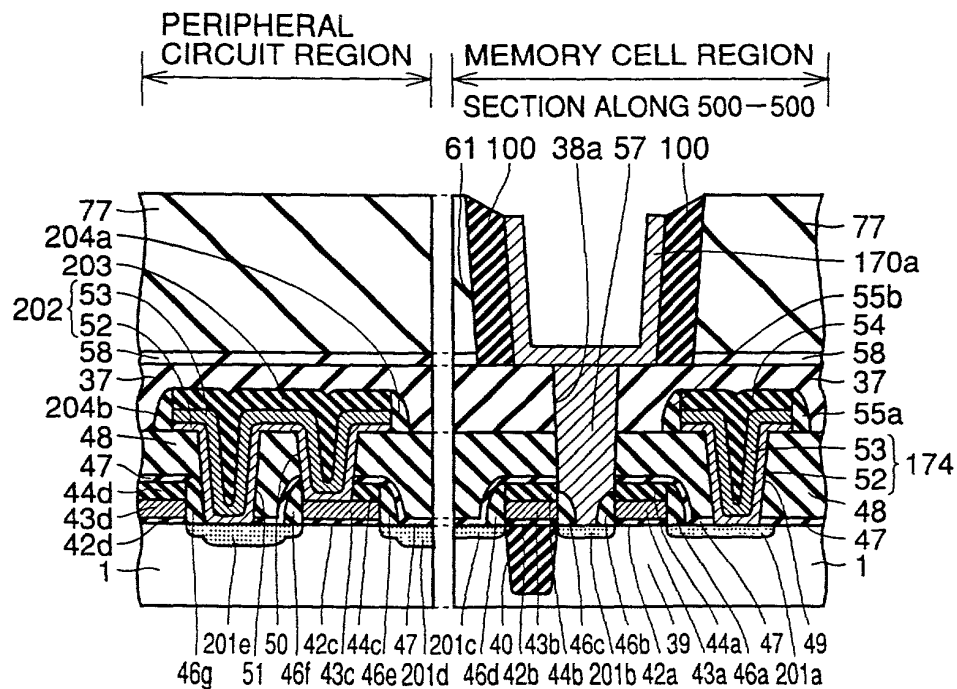 PERIPHERAL
CIRCUIT REGION
MEMORY CELL REGION
SECTION ALONG 500-500
61 100 38a 57 100
77
204a
203
202 { 53
52
58
37
204b
48
47
44d
43d
42d
1
77
170a
55b
54
58
37
55a
53
52 } 174
48
47
1
201e 50 42c 44c 47 201c 40 43b 46c 46b 39 44a 47 49
46g 51 46f 43c 46e 201d 46d 42b 44b 201b 42a 43a 46a 201a